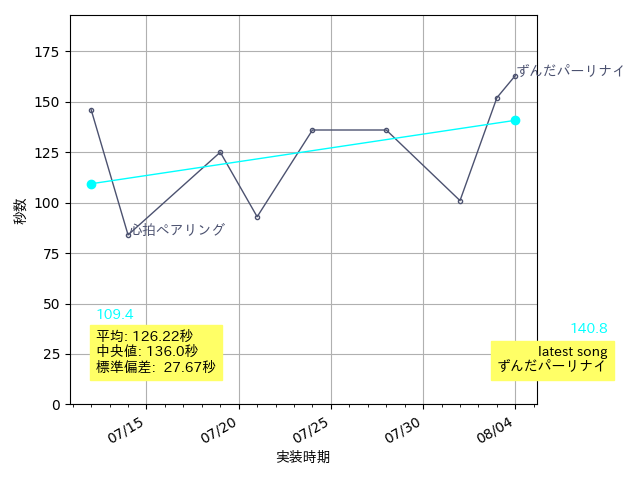 175
150
125
100
75
50
25
0
秒数
ずんだパーリナイ
心拍ペアリング
109.4
平均: 126.22秒
中央値: 136.0秒
標準偏差:  27.67秒
140.8
latest song
ずんだパーリナイ
07/15
07/20
07/25
07/30
08/04
実装時期